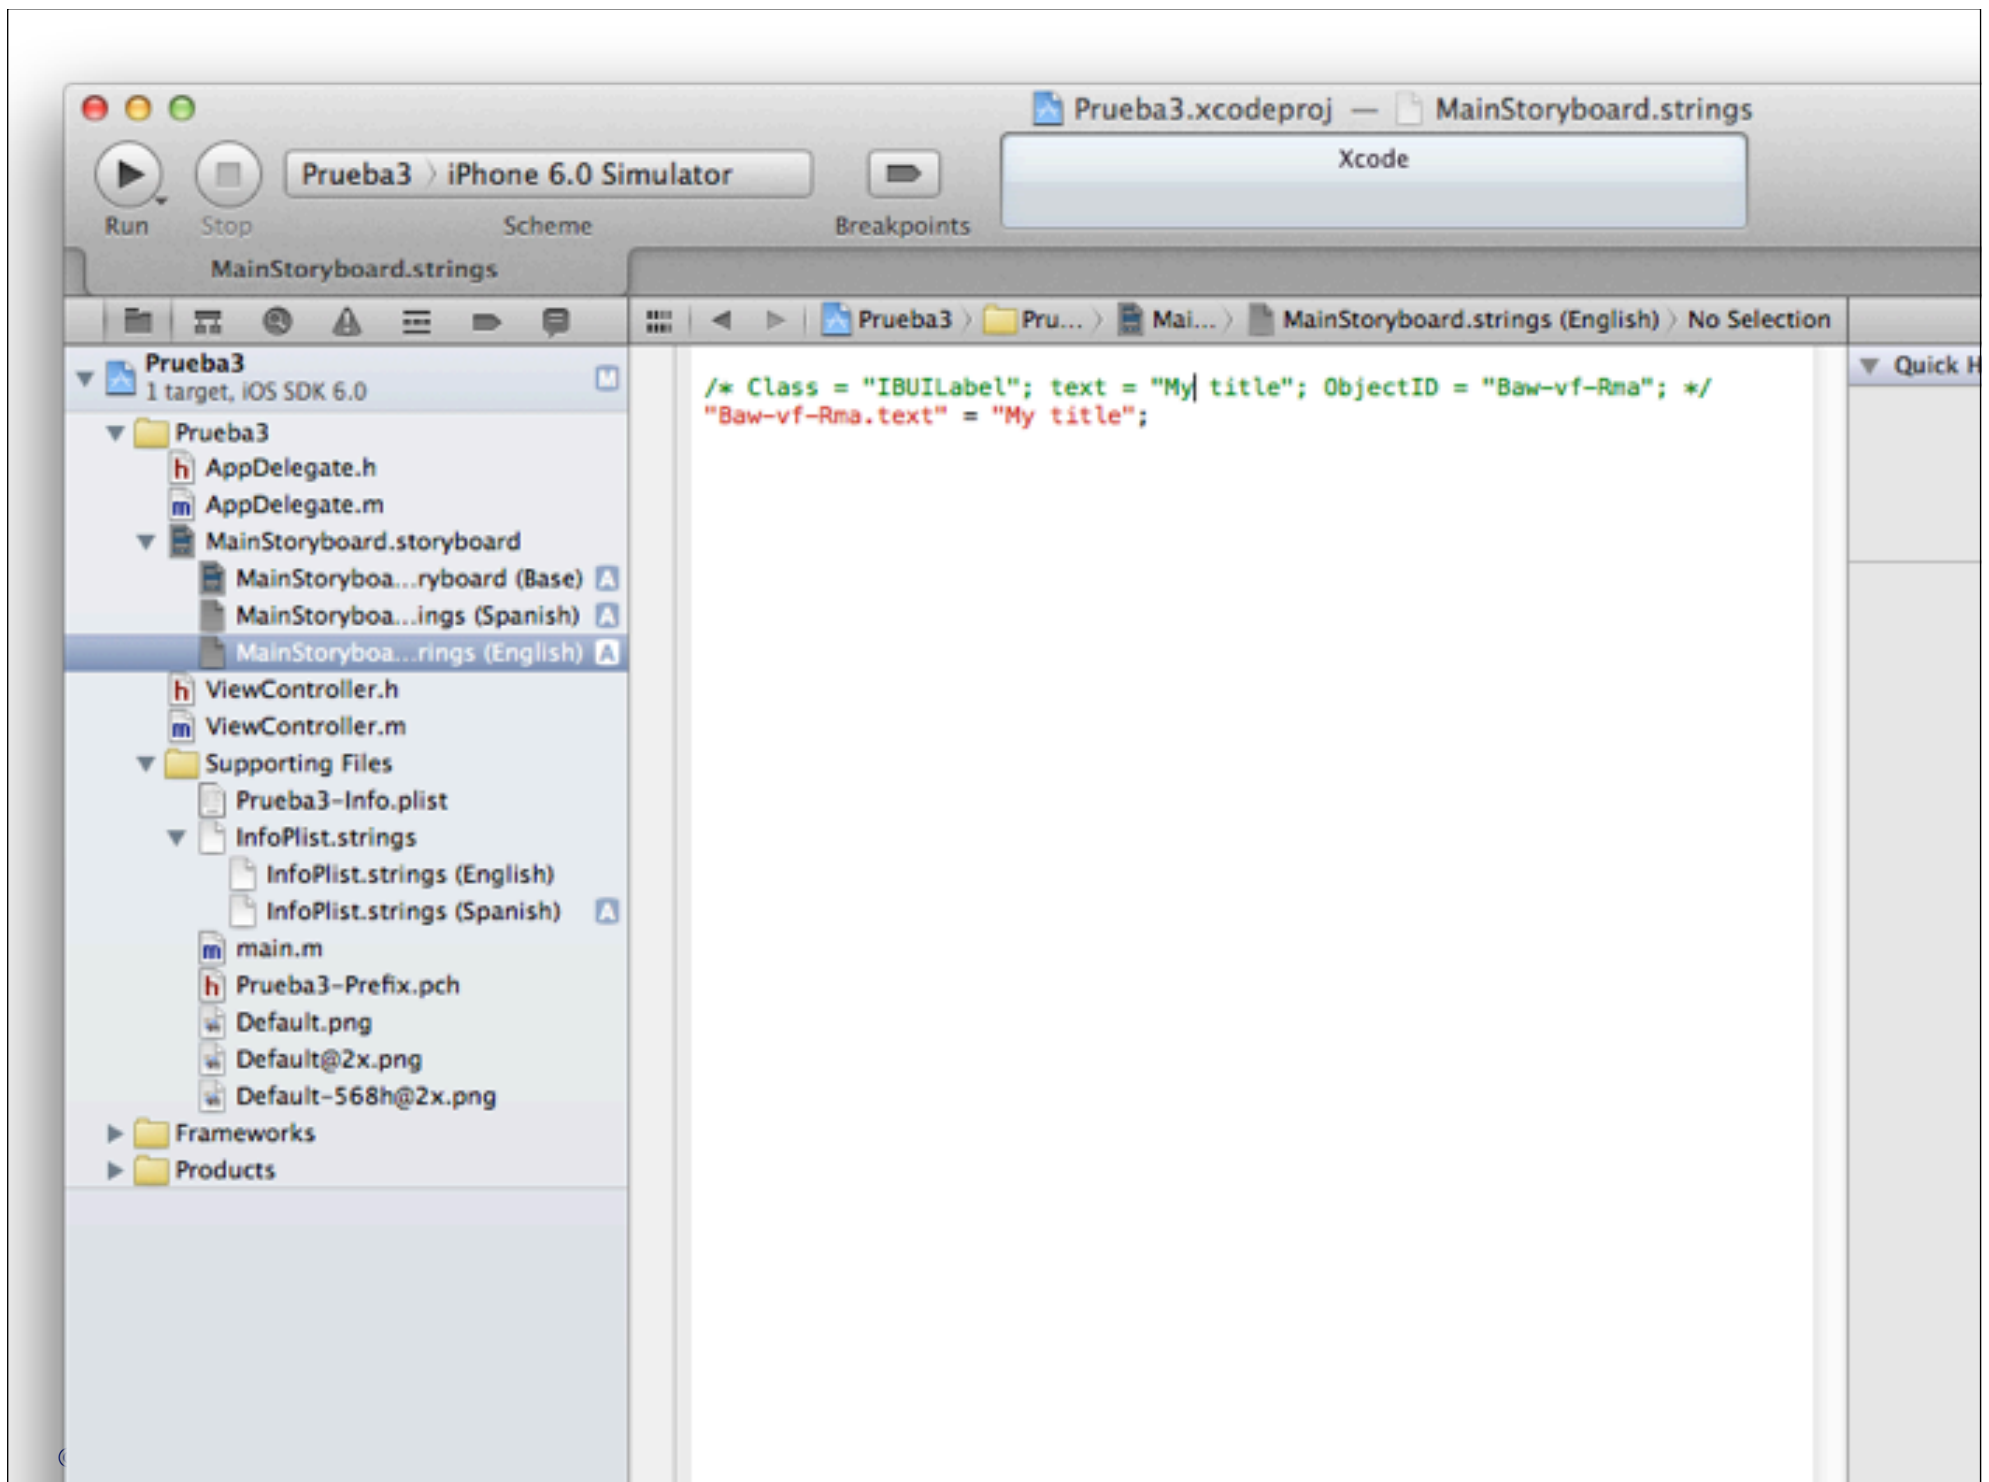 Prueba3.xcodeproj — MainStoryboard.strings
Prueba3 〉 iPhone 6.0 Simulator
Xcode
Run Stop Scheme Breakpoints
MainStoryboard.strings
Prueba3 〉 Pru... 〉 Mai... 〉 MainStoryboard.strings (English) 〉 No Selection
Prueba3 M
1 target, iOS SDK 6.0
Prueba3
h AppDelegate.h
m AppDelegate.m
MainStoryboard.storyboard
MainStoryboa...ryboard (Base) A
MainStoryboa...ings (Spanish) A
MainStoryboa...rings (English) A
h ViewController.h
m ViewController.m
Supporting Files
Prueba3-Info.plist
InfoPlist.strings
InfoPlist.strings (English)
InfoPlist.strings (Spanish) A
m main.m
h Prueba3-Prefix.pch
Default.png
Default@2x.png
Default-568h@2x.png
Frameworks
Products
/* Class = "IBUILabel"; text = "My title"; ObjectID = "Baw-vf-Rma"; */
"Baw-vf-Rma.text" = "My title";
Quick H